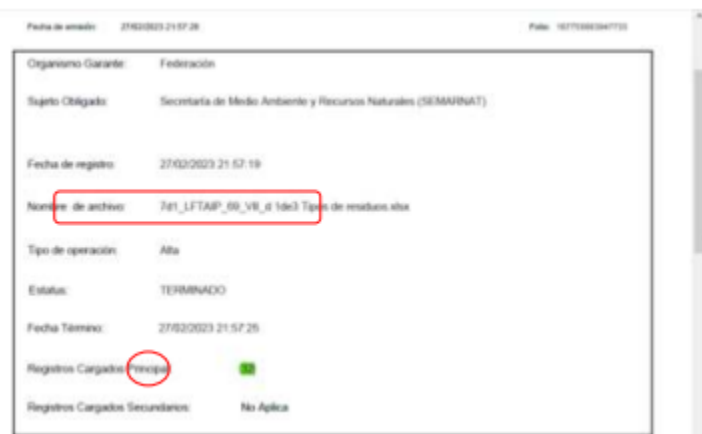 Fecha de emisión: 27/02/2023 21:57:28
Folio:
Organismo Garante: Federación
Sujeto Obligado: Secretaría de Medio Ambiente y Recursos Naturales (SEMARNAT)
Fecha de registro: 27/02/2023 21:57:19
Nombre de archivo: 7d1_LFTAIP_69_VII_d 1de3 Tipos de residuos.xlsx
Tipo de operación: Alta
Estatus: TERMINADO
Fecha Término: 27/02/2023 21:57:25
Registros Cargados Principal:
Registros Cargados Secundarios: No Aplica